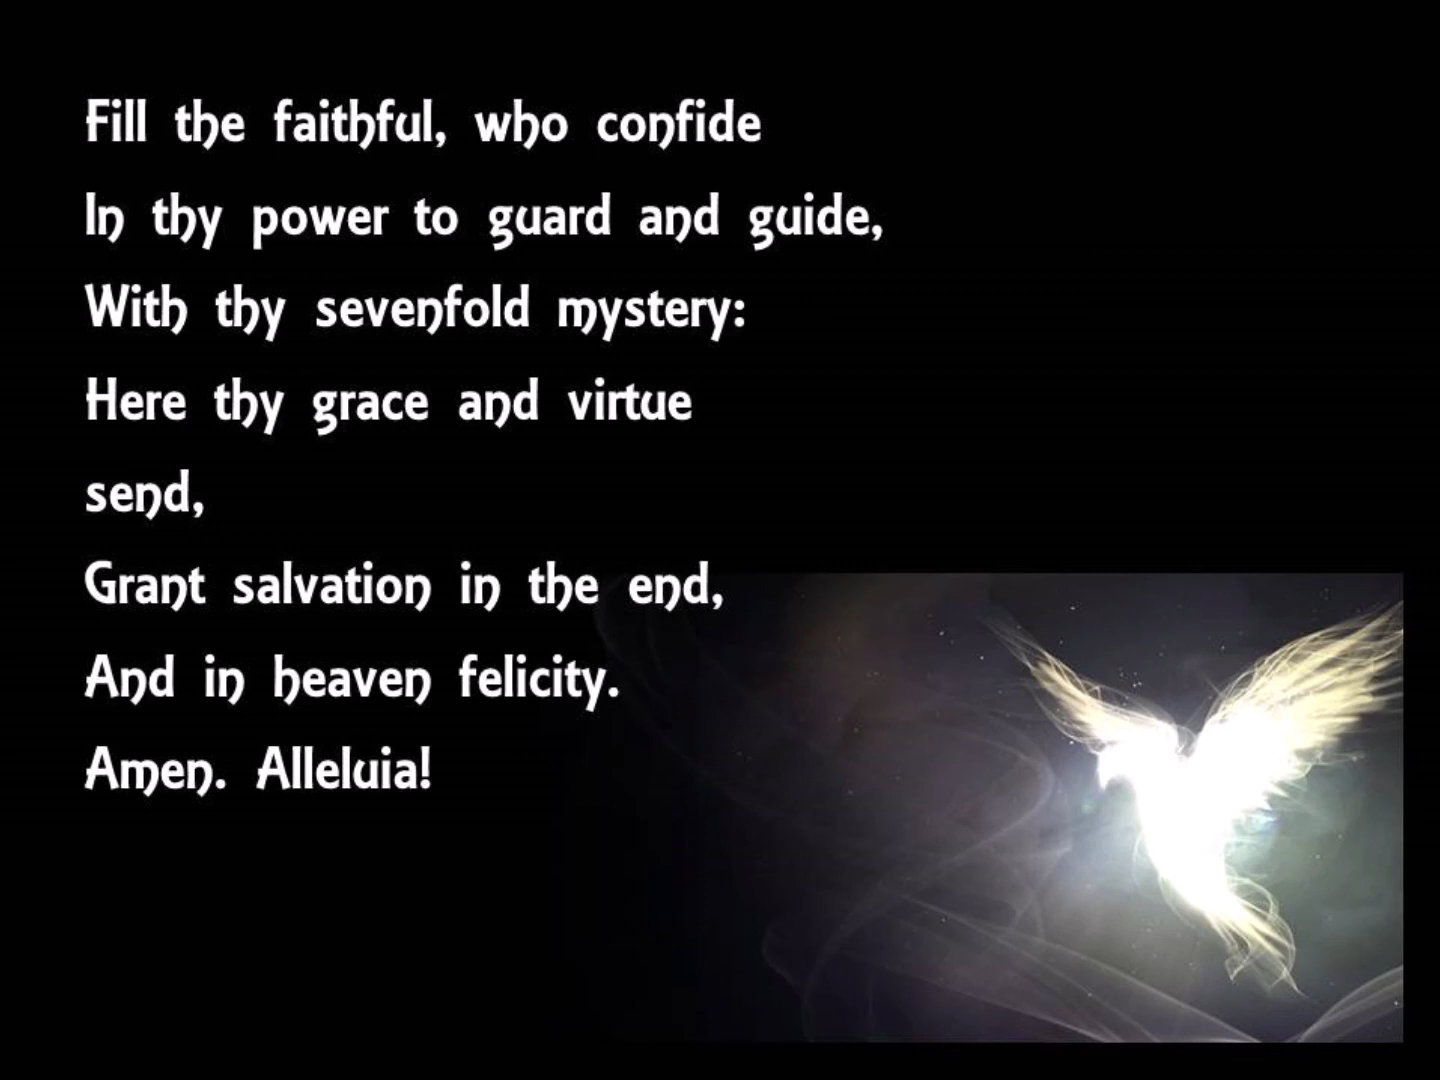 Fill the faithful, who confide
In thy power to guard and guide,
With thy sevenfold mystery:
Here thy grace and virtue
send,
Grant salvation in the end,
And in heaven felicity.
Amen. Alleluia!